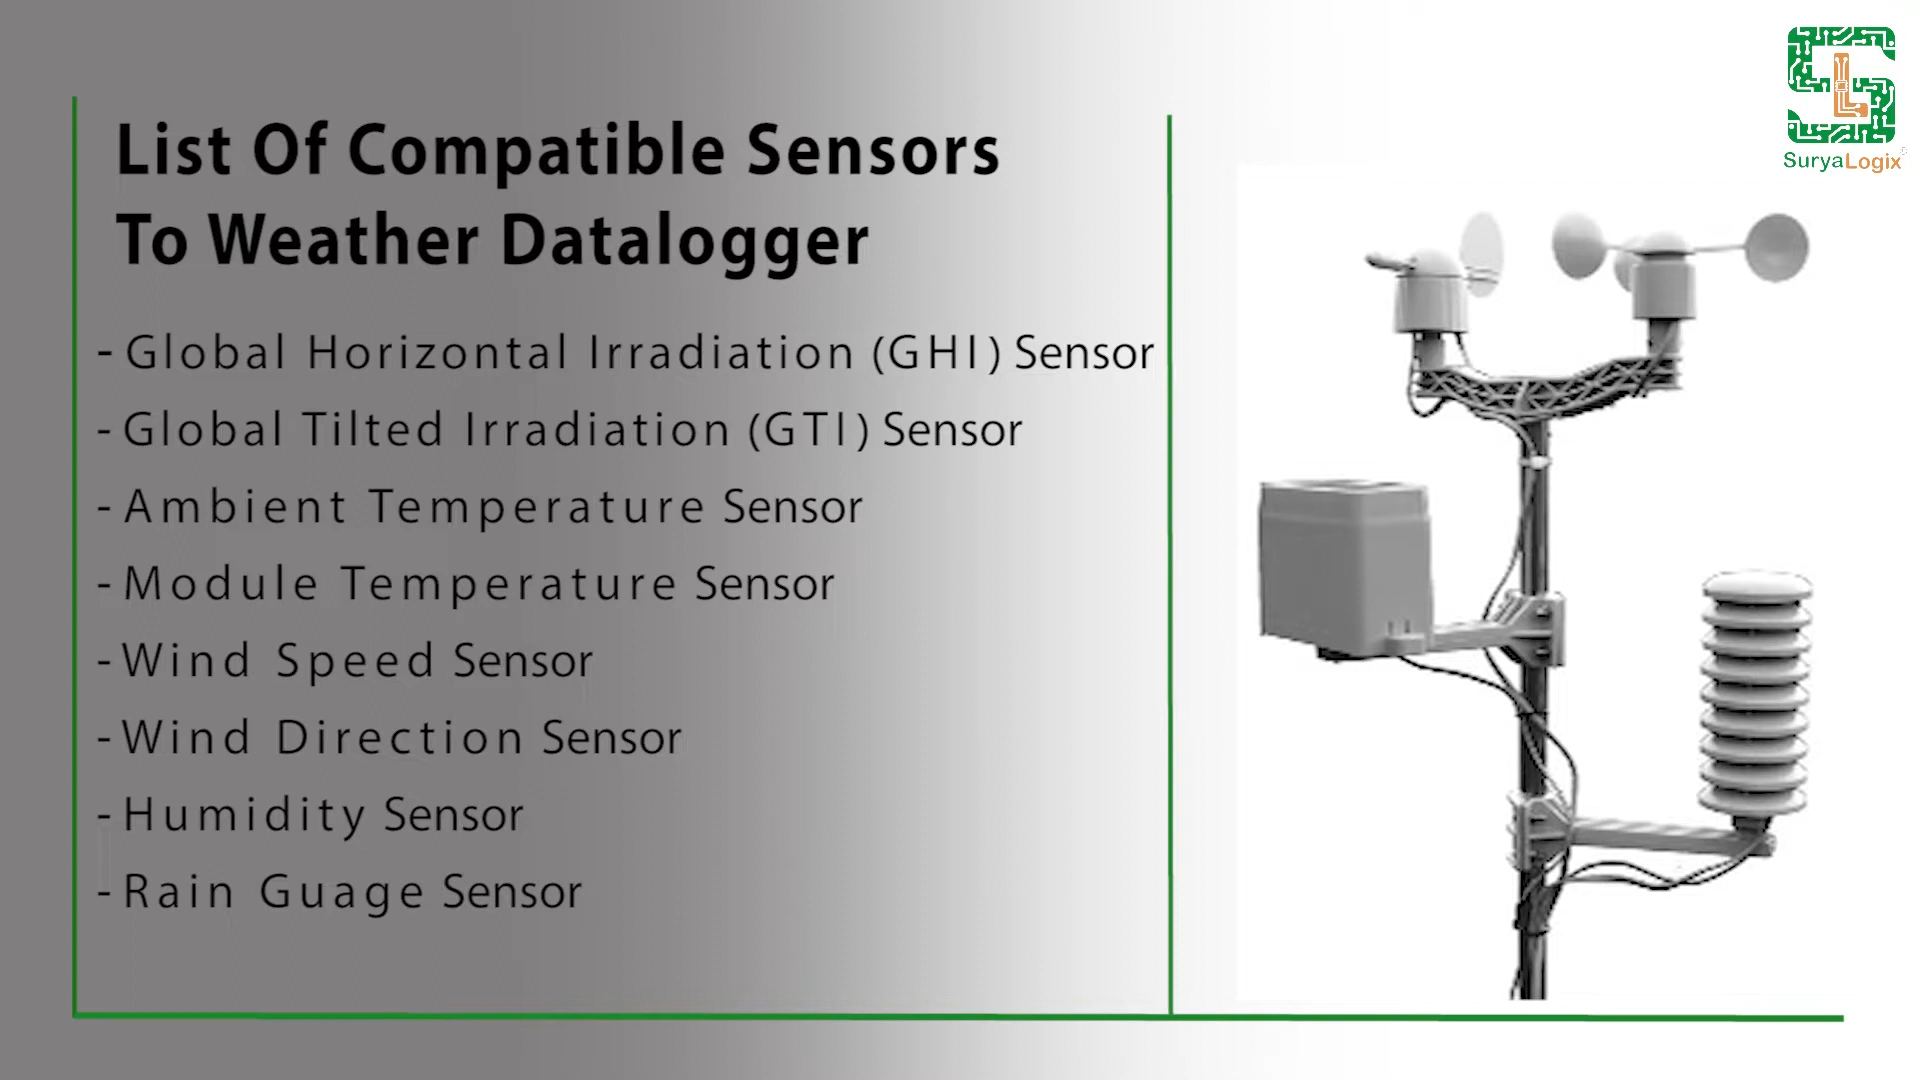 List Of Compatible Sensors
To Weather Datalogger
- Global Horizontal Irradiation (GHI) Sensor
- Global Tilted Irradiation (GTI) Sensor
- Ambient Temperature Sensor
- Module Temperature Sensor
- Wind Speed Sensor
- Wind Direction Sensor
- Humidity Sensor
- Rain Guage Sensor
SL
SuryaLogix®